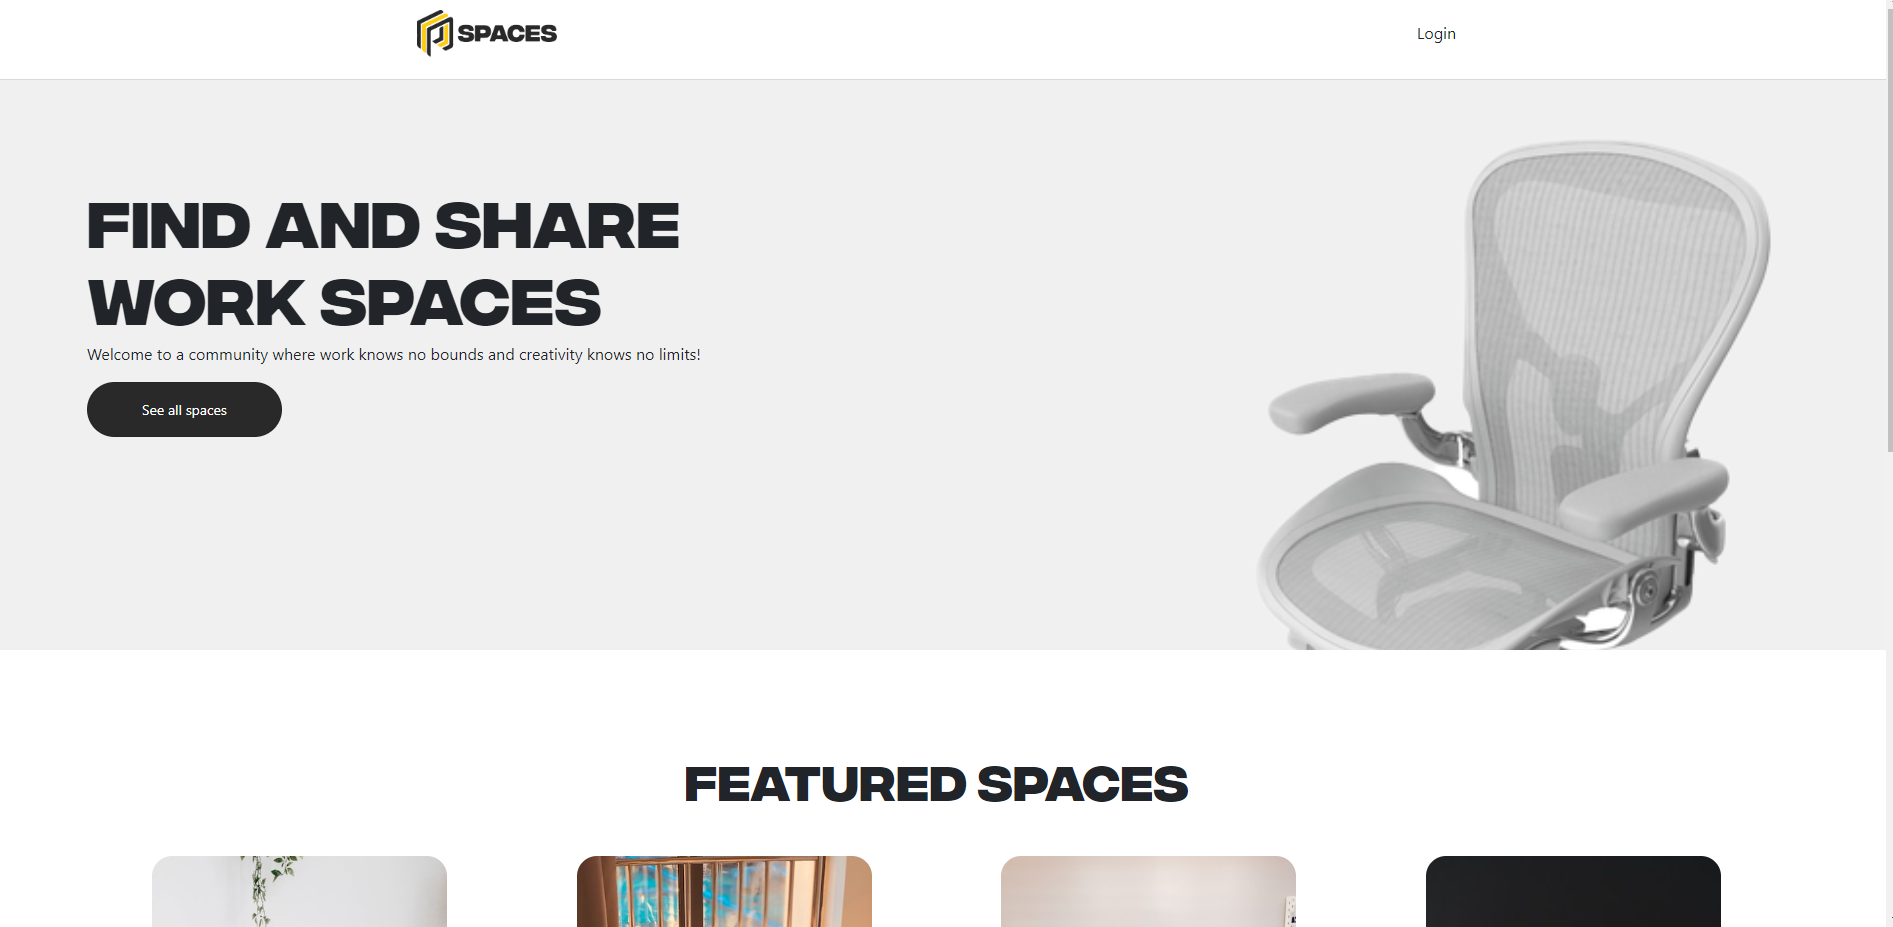 SPACES
Login
FIND AND SHARE
WORK SPACES
Welcome to a community where work knows no bounds and creativity knows no limits!
See all spaces
FEATURED SPACES